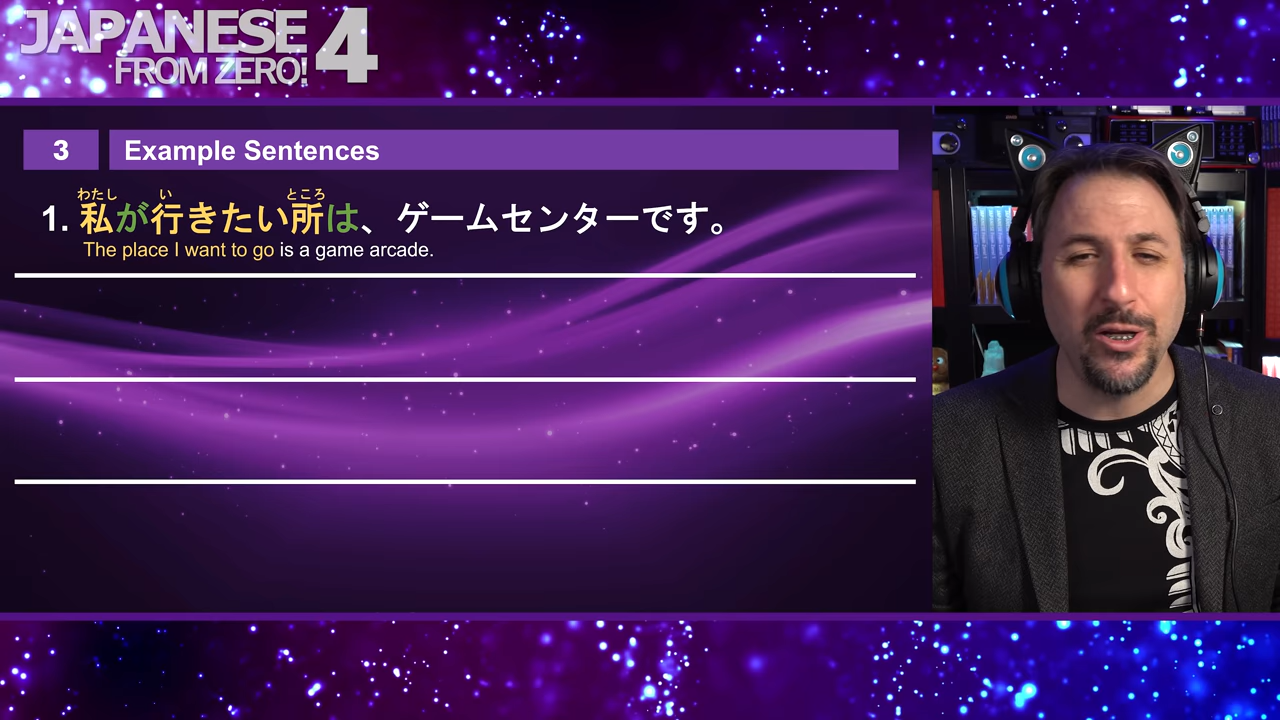 JAPANESE
FROM ZERO! 4
3 Example Sentences
わたし い ところ
1. 私が行きたい所は、ゲームセンターです。
The place I want to go is a game arcade.